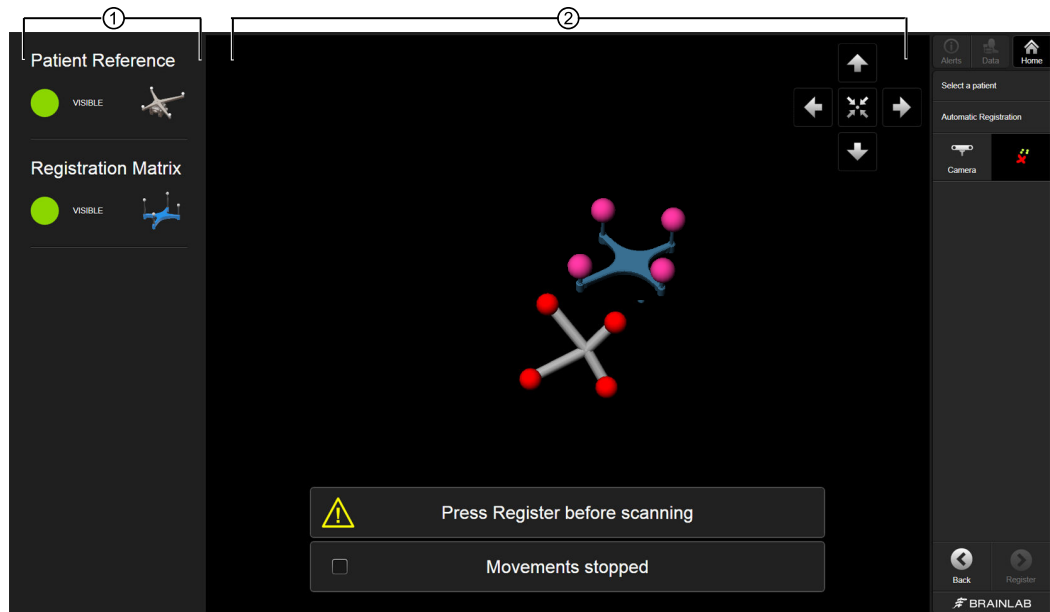 1
2
Patient Reference
VISIBLE
Registration Matrix
VISIBLE
Press Register before scanning
Movements stopped
Alerts
Data
Home
Select a patient
Automatic Registration
Camera
Back
Register
BRAINLAB